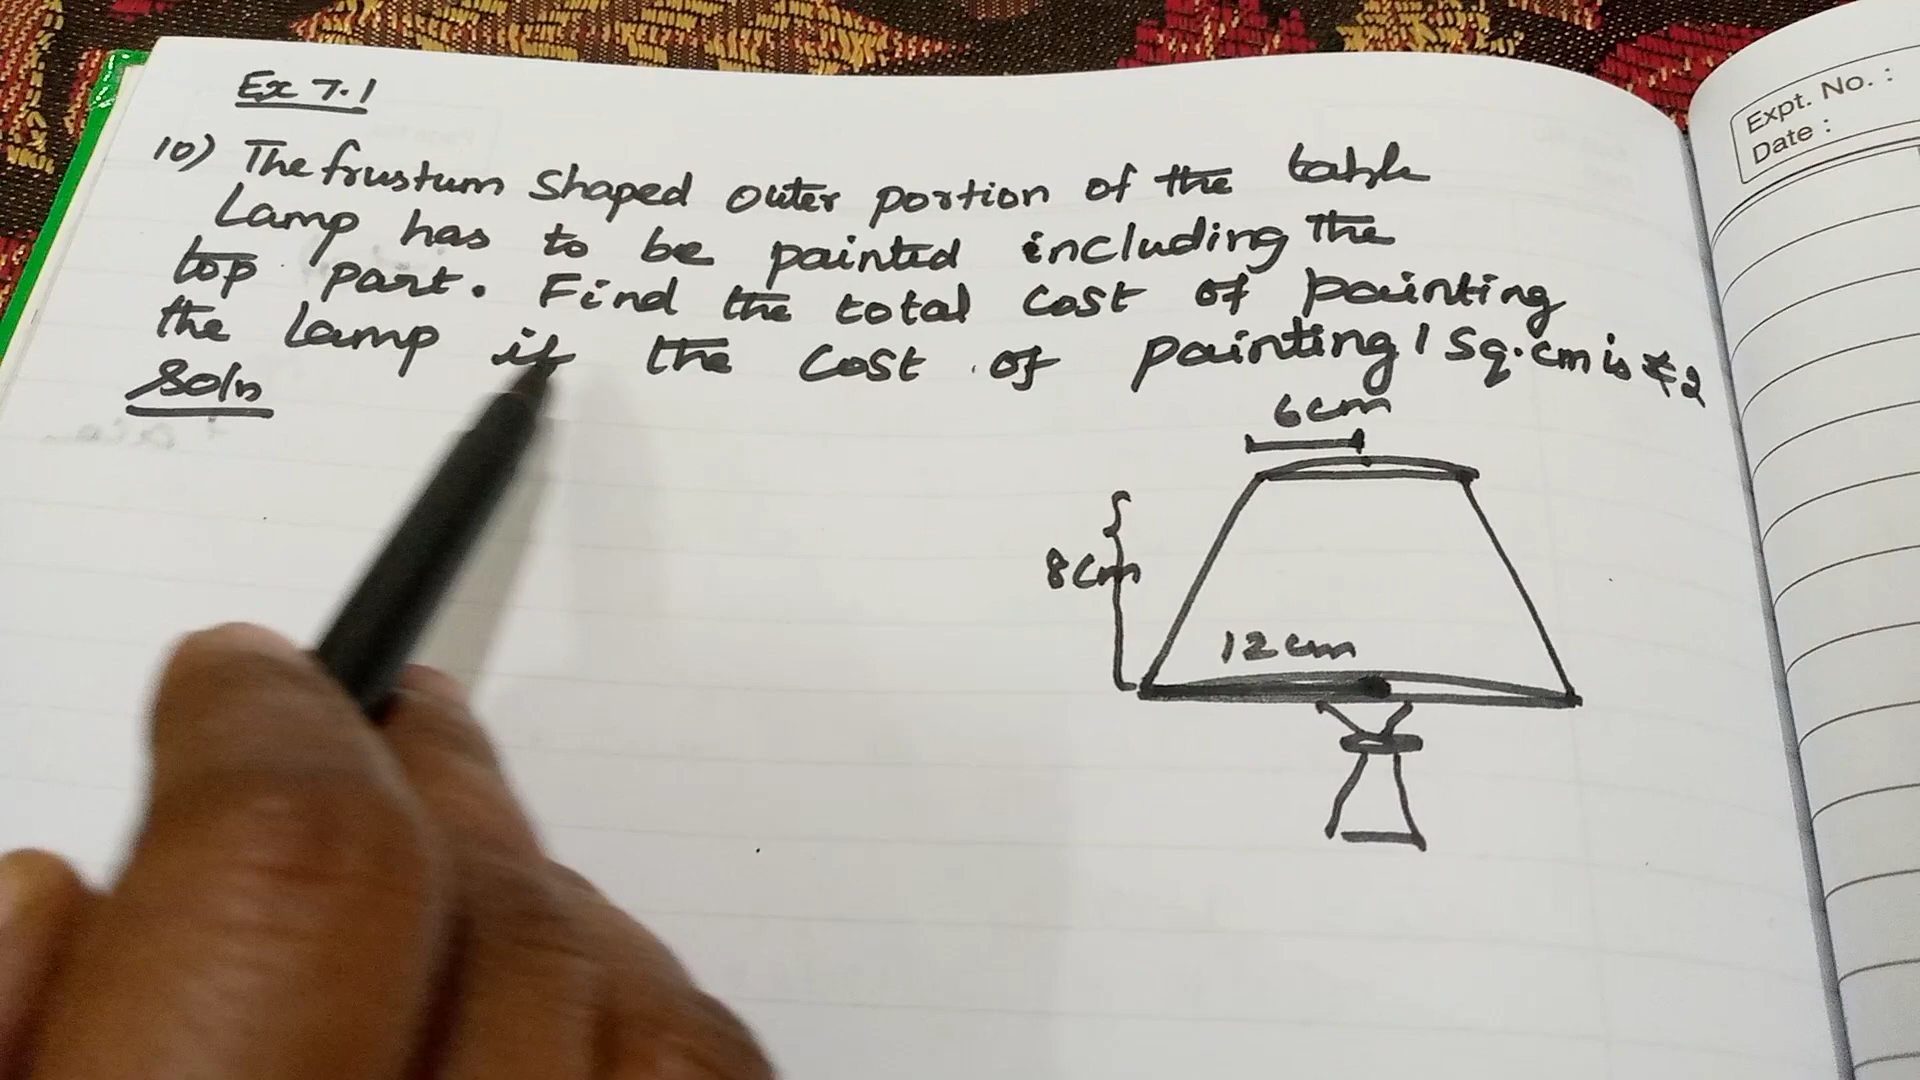 Ex 7.1
10) The frustum shaped outer portion of the table
Lamp has to be painted including the
top part. Find the total cost of painting
the lamp if the cost of painting 1 sq.cm is ₹2
Soln
6cm
8cm
12cm
Expt. No. :
Date :